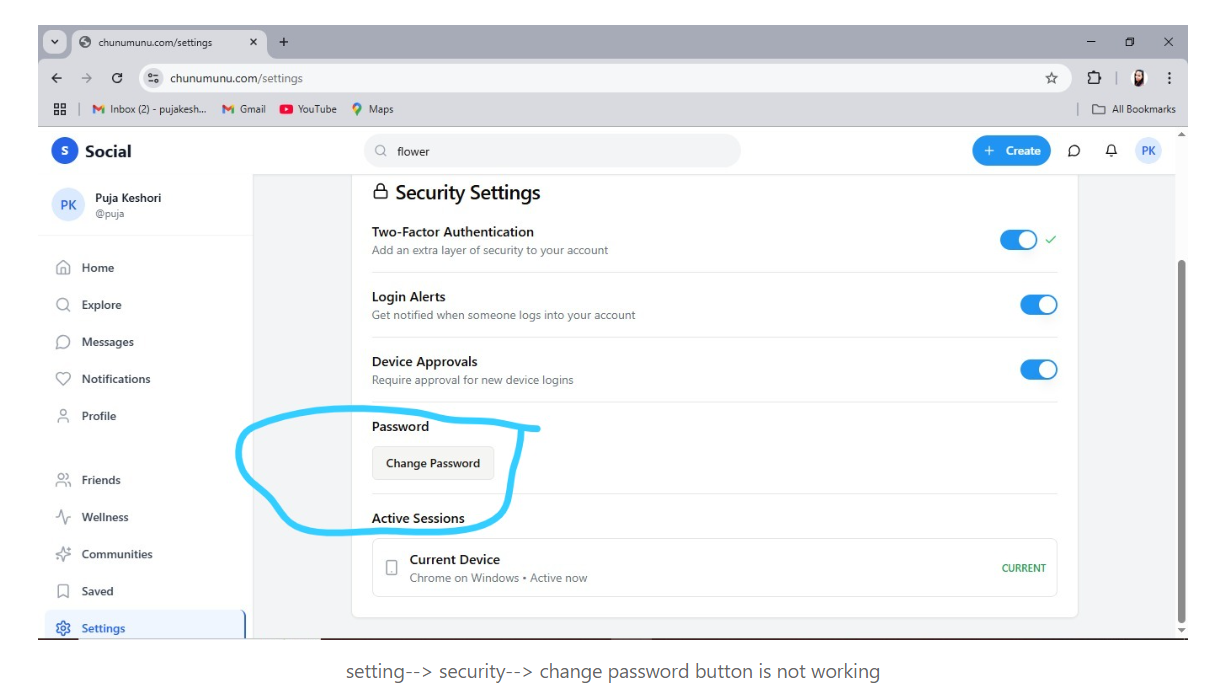 chunumunu.com/settings
chunumunu.com/settings
Inbox (2) - pujakesh... Gmail YouTube Maps All Bookmarks
S Social flower + Create PK
PK Puja Keshori
@puja
Home
Explore
Messages
Notifications
Profile
Friends
Wellness
Communities
Saved
Settings
Security Settings
Two-Factor Authentication
Add an extra layer of security to your account
Login Alerts
Get notified when someone logs into your account
Device Approvals
Require approval for new device logins
Password
Change Password
Active Sessions
Current Device
Chrome on Windows • Active now
CURRENT
setting--> security--> change password button is not working